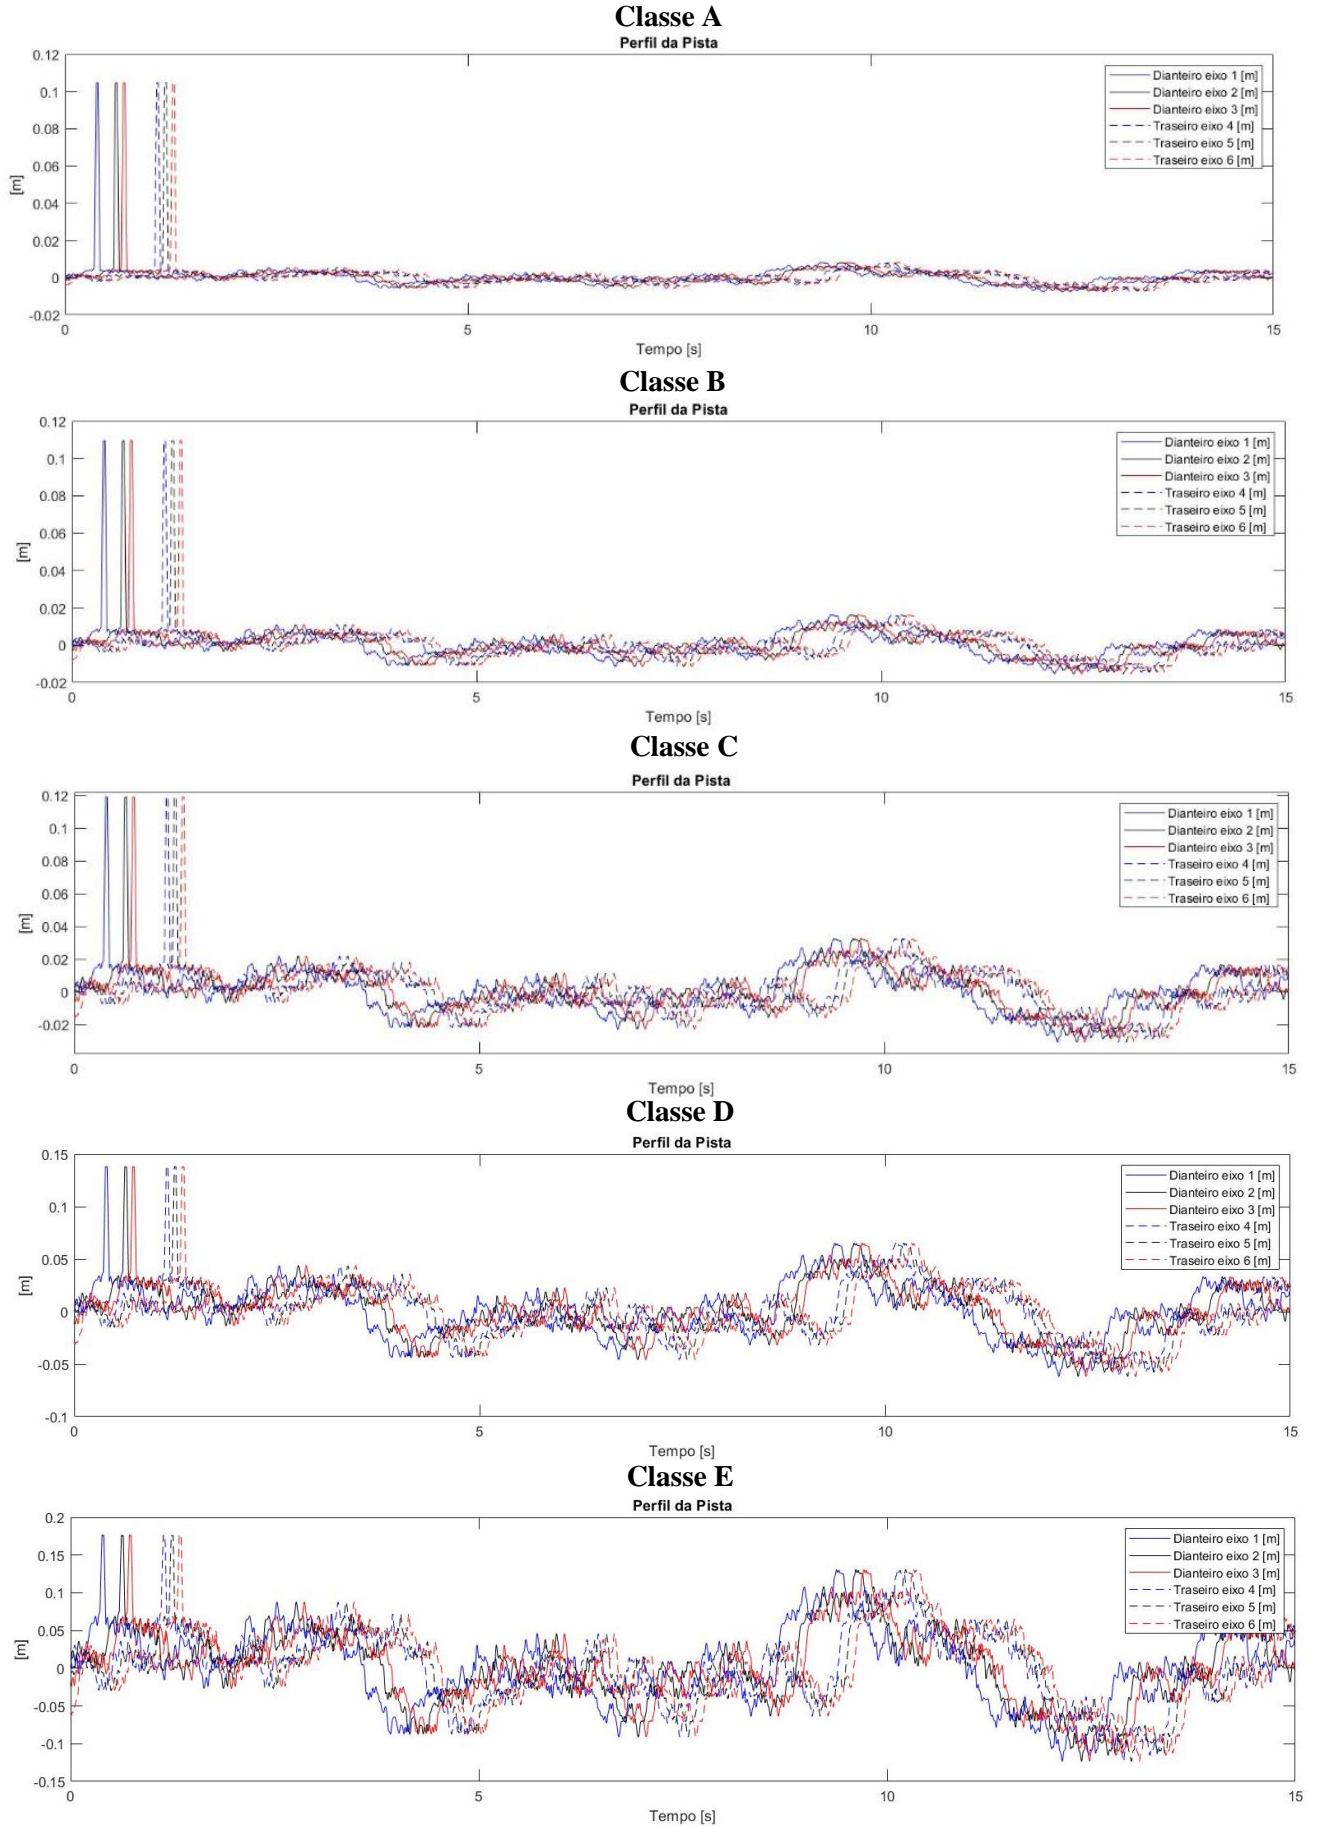 Classe A
Perfil da Pista
0.12
0.1
0.08
0.06
0.04
0.02
0
-0.02
[m]
0
5
10
15
Tempo [s]
Dianteiro eixo 1 [m]
Dianteiro eixo 2 [m]
Dianteiro eixo 3 [m]
Traseiro eixo 4 [m]
Traseiro eixo 5 [m]
Traseiro eixo 6 [m]
Classe B
Perfil da Pista
0.12
0.1
0.08
0.06
0.04
0.02
0
-0.02
[m]
0
5
10
15
Tempo [s]
Dianteiro eixo 1 [m]
Dianteiro eixo 2 [m]
Dianteiro eixo 3 [m]
Traseiro eixo 4 [m]
Traseiro eixo 5 [m]
Traseiro eixo 6 [m]
Classe C
Perfil da Pista
0.12
0.1
0.08
0.06
0.04
0.02
0
-0.02
[m]
0
5
10
15
Tempo [s]
Dianteiro eixo 1 [m]
Dianteiro eixo 2 [m]
Dianteiro eixo 3 [m]
Traseiro eixo 4 [m]
Traseiro eixo 5 [m]
Traseiro eixo 6 [m]
Classe D
Perfil da Pista
0.15
0.1
0.05
0
-0.05
-0.1
[m]
0
5
10
15
Tempo [s]
Dianteiro eixo 1 [m]
Dianteiro eixo 2 [m]
Dianteiro eixo 3 [m]
Traseiro eixo 4 [m]
Traseiro eixo 5 [m]
Traseiro eixo 6 [m]
Classe E
Perfil da Pista
0.2
0.15
0.1
0.05
0
-0.05
-0.1
-0.15
[m]
0
5
10
15
Tempo [s]
Dianteiro eixo 1 [m]
Dianteiro eixo 2 [m]
Dianteiro eixo 3 [m]
Traseiro eixo 4 [m]
Traseiro eixo 5 [m]
Traseiro eixo 6 [m]